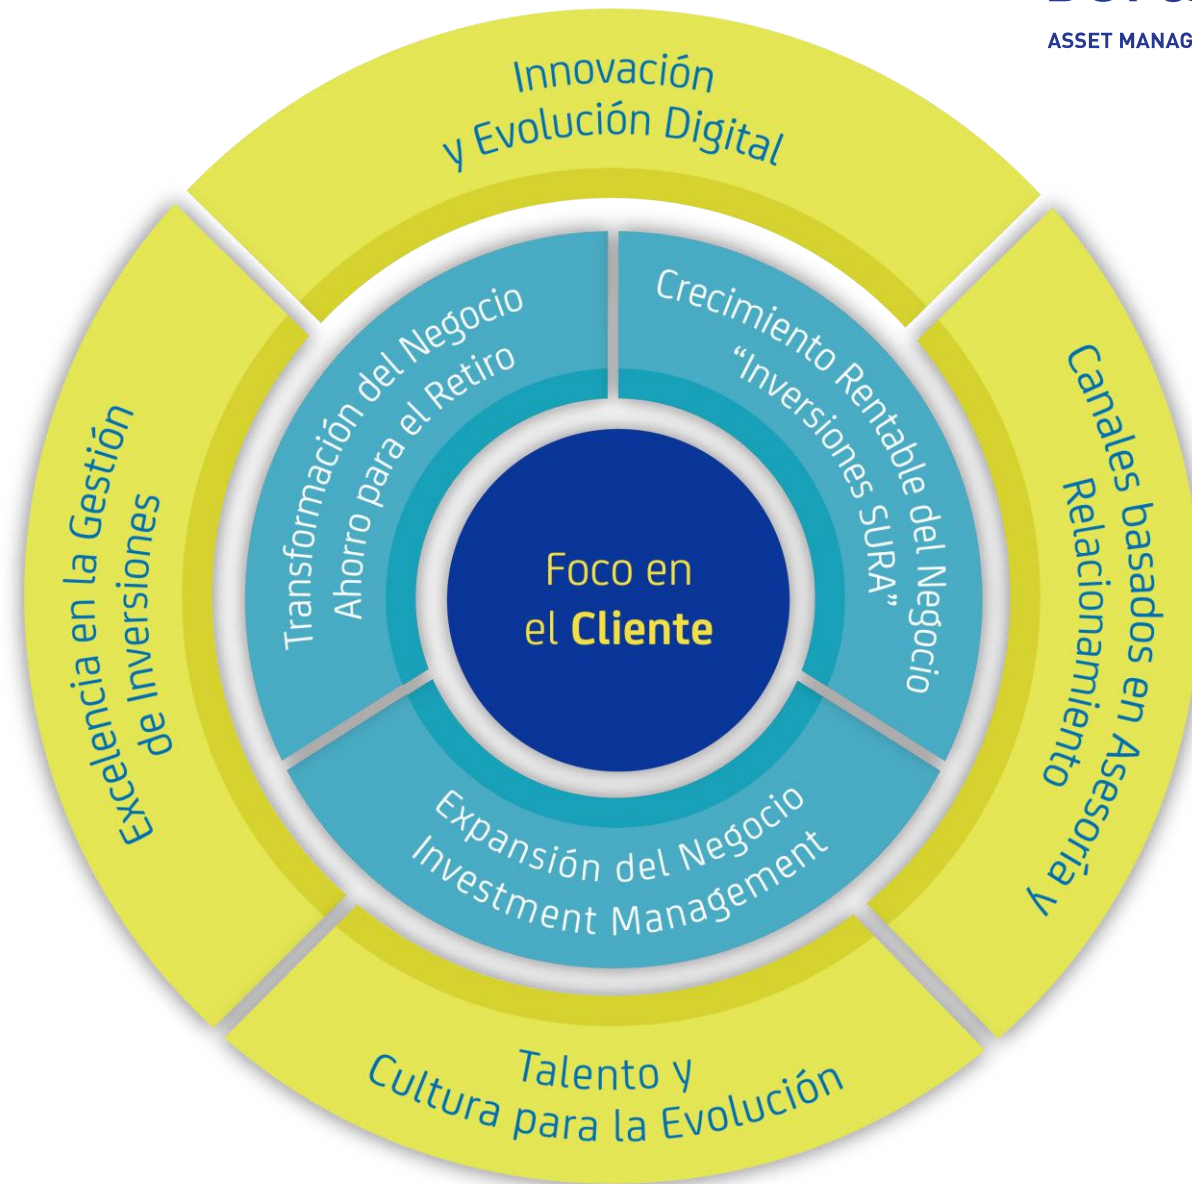 ASSET MANAG
Innovación
y Evolución Digital
Canales basados en Asesoría y
Relacionamiento
Talento y
Cultura para la Evolución
Excelencia en la Gestión
de Inversiones
Transformación del Negocio
Ahorro para el Retiro
Crecimiento Rentable del Negocio
“Inversiones SURA”
Expansión del Negocio
Investment Management
Foco en
el Cliente